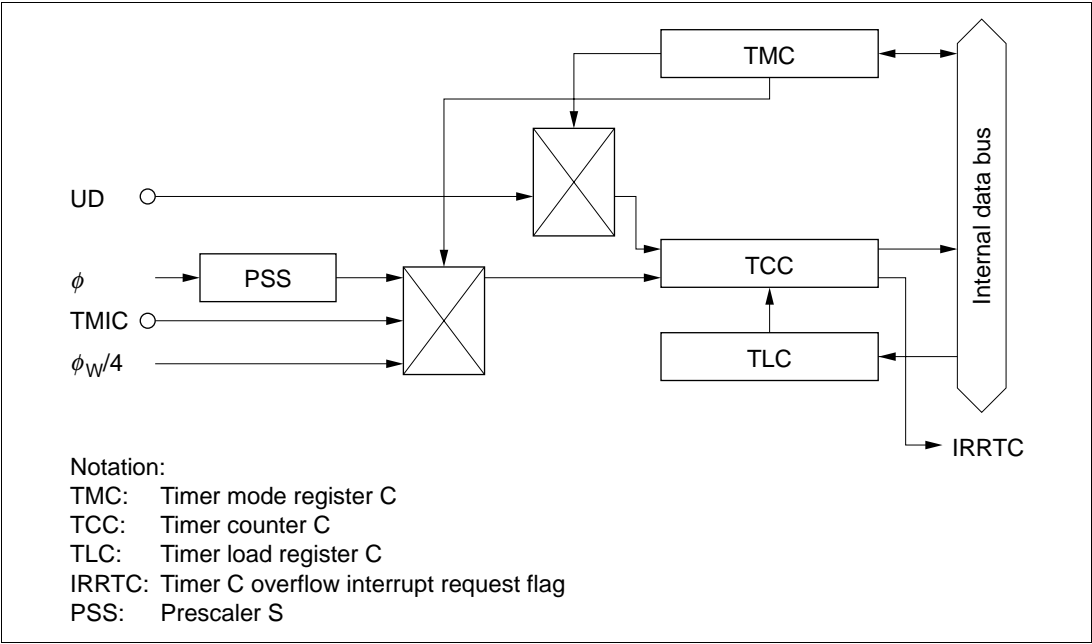 TMC
Internal data bus
UD
TCC
ϕ
PSS
TMIC
ϕW/4
TLC
IRRTC
Notation:
TMC: Timer mode register C
TCC: Timer counter C
TLC: Timer load register C
IRRTC: Timer C overflow interrupt request flag
PSS: Prescaler S